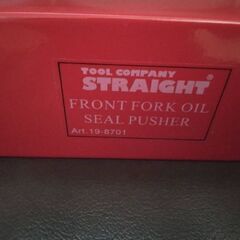 TOOL COMPANY
STRAIGHT
FRONT FORK OIL
SEAL PUSHER
Art.19-8701